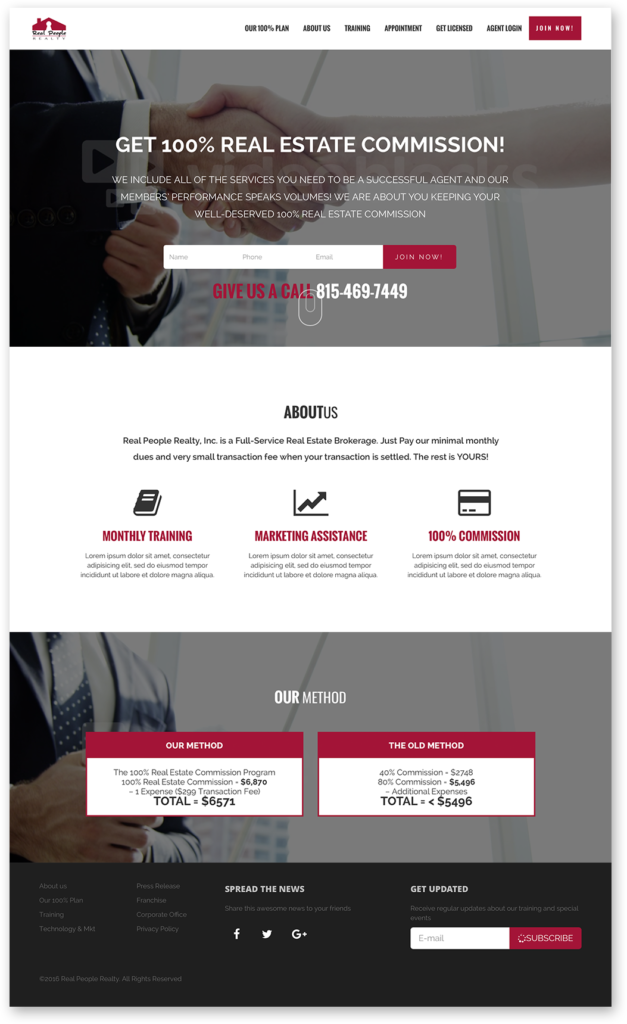 Real People
REALTY
OUR 100% PLAN
ABOUT US
TRAINING
APPOINTMENT
GET LICENSED
AGENT LOGIN
JOIN NOW!
GET 100% REAL ESTATE COMMISSION!
WE INCLUDE ALL OF THE SERVICES YOU NEED TO BE A SUCCESSFUL AGENT AND OUR
MEMBERS' PERFORMANCE SPEAKS VOLUMES! WE ARE ABOUT YOU KEEPING YOUR
WELL-DESERVED 100% REAL ESTATE COMMISSION
Name
Phone
Email
JOIN NOW!
GIVE US A CALL 815-469-7449
ABOUTUS
Real People Realty, Inc. is a Full-Service Real Estate Brokerage. Just Pay our minimal monthly
dues and very small transaction fee when your transaction is settled. The rest is YOURS!
MONTHLY TRAINING
Lorem ipsum dolor sit amet, consectetur
adipisicing elit, sed do eiusmod tempor
incididunt ut labore et dolore magna aliqua.
MARKETING ASSISTANCE
Lorem ipsum dolor sit amet, consectetur
adipisicing elit, sed do eiusmod tempor
incididunt ut labore et dolore magna aliqua.
100% COMMISSION
Lorem ipsum dolor sit amet, consectetur
adipisicing elit, sed do eiusmod tempor
incididunt ut labore et dolore magna aliqua.
OUR METHOD
OUR METHOD
The 100% Real Estate Commission Program
100% Real Estate Commission = $6,870
– 1 Expense ($299 Transaction Fee)
TOTAL = $6571
THE OLD METHOD
40% Commission = $2748
80% Commission = $5,496
– Additional Expenses
TOTAL = < $5496
About us
Our 100% Plan
Training
Technology & Mkt
Press Release
Franchise
Corporate Office
Privacy Policy
SPREAD THE NEWS
Share this awesome news to your friends
GET UPDATED
Receive regular updates about our training and special
events
E-mail
SUBSCRIBE
©2016 Real People Realty. All Rights Reserved